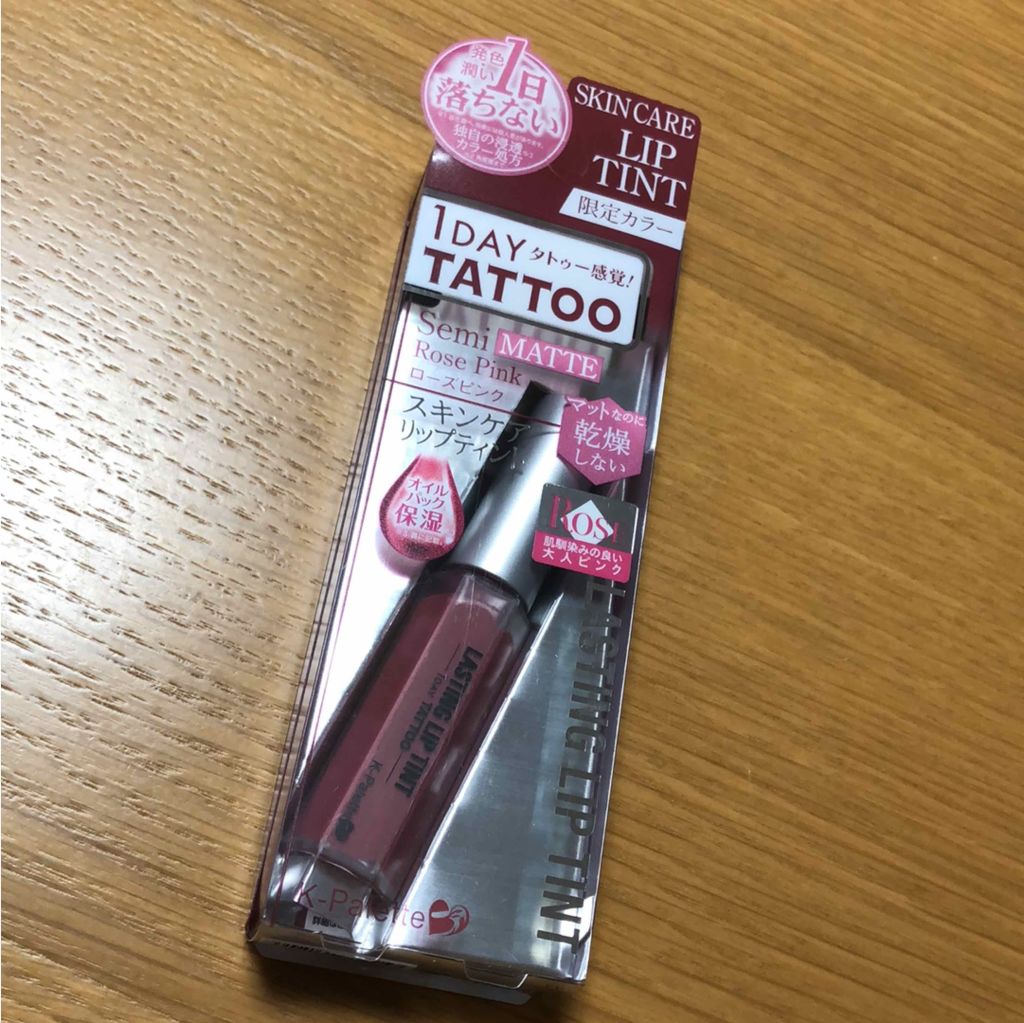 発色
潤い
1日
落ちない
独自の浸透※2
カラー処方
SKIN CARE
LIP
TINT
限定カラー
1DAY タトゥー感覚!
TATTOO
Semi MATTE
Rose Pink
ローズピンク
スキンケア
リップティント
マットなのに
乾燥
しない
オイル
パック
保湿
ROSE
肌馴染みの良い
大人ピンク
LASTING LIP TINT
1DAY TATTOO
K-Palette
LASTING LIP TINT
K-Palette